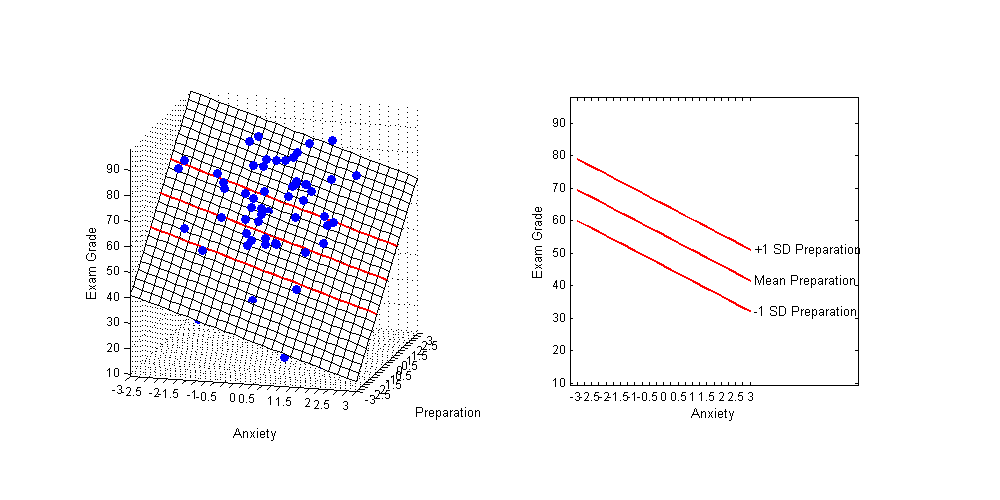 90
80
70
60
50
40
30
20
10
Exam Grade
-3 2.5 -2 -1.5 -1 -0.5 0 0.5 1 1.5 2 2.5 3
Anxiety
Preparation
90
80
70
60
50
40
30
20
10
Exam Grade
+1 SD Preparation
Mean Preparation
-1 SD Preparation
-3 -2.5 -2 -1.5 -1 -0.5 0 0.5 1 1.5 2 2.5 3
Anxiety